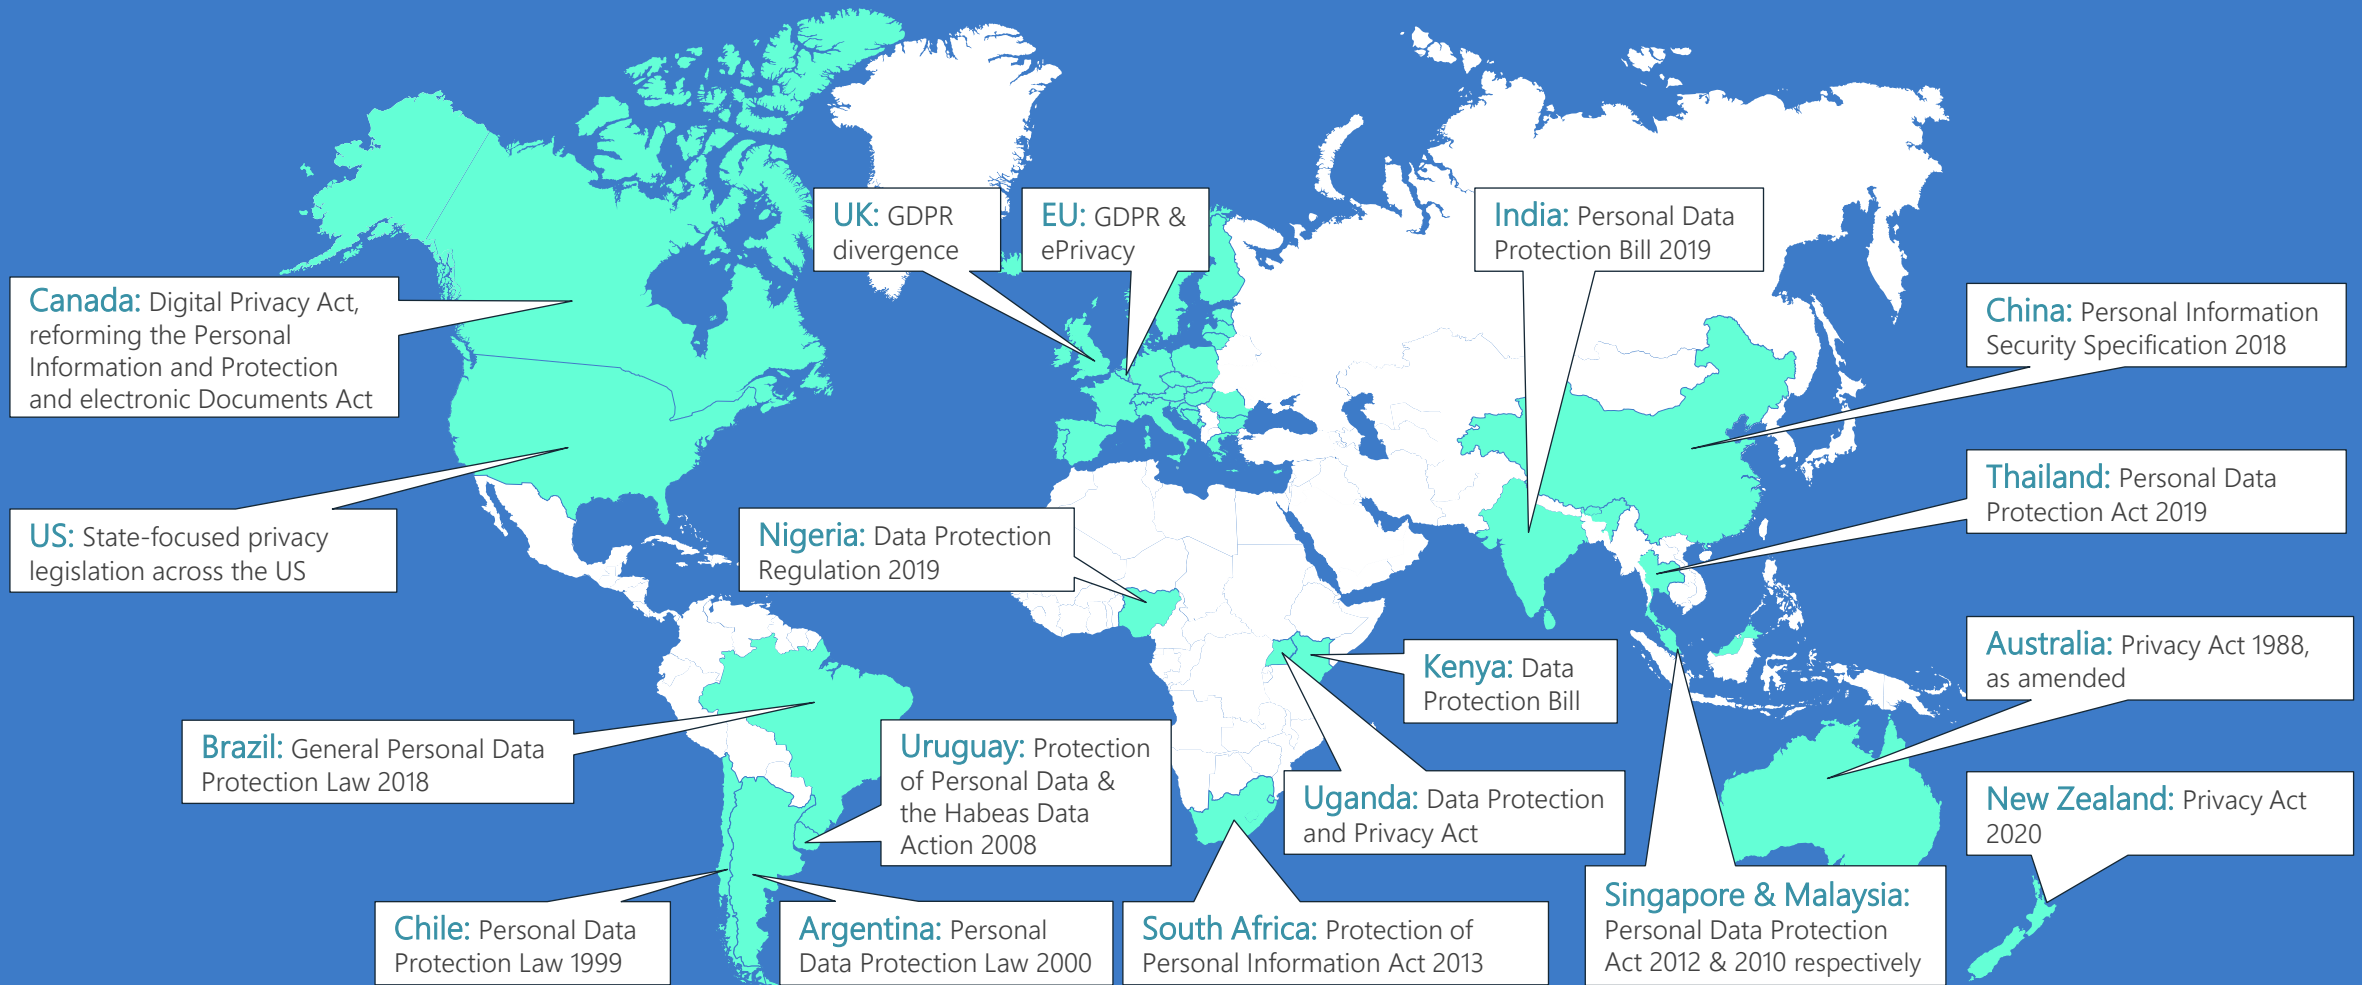 UK: GDPR
divergence
EU: GDPR &
ePrivacy
India: Personal Data
Protection Bill 2019
Canada: Digital Privacy Act,
reforming the Personal
Information and Protection
and electronic Documents Act
China: Personal Information
Security Specification 2018
Thailand: Personal Data
Protection Act 2019
US: State-focused privacy
legislation across the US
Nigeria: Data Protection
Regulation 2019
Australia: Privacy Act 1988,
as amended
Kenya: Data
Protection Bill
Brazil: General Personal Data
Protection Law 2018
Uruguay: Protection
of Personal Data &
the Habeas Data
Action 2008
Uganda: Data Protection
and Privacy Act
New Zealand: Privacy Act
2020
Singapore & Malaysia:
Personal Data Protection
Act 2012 & 2010 respectively
Chile: Personal Data
Protection Law 1999
Argentina: Personal
Data Protection Law 2000
South Africa: Protection of
Personal Information Act 2013